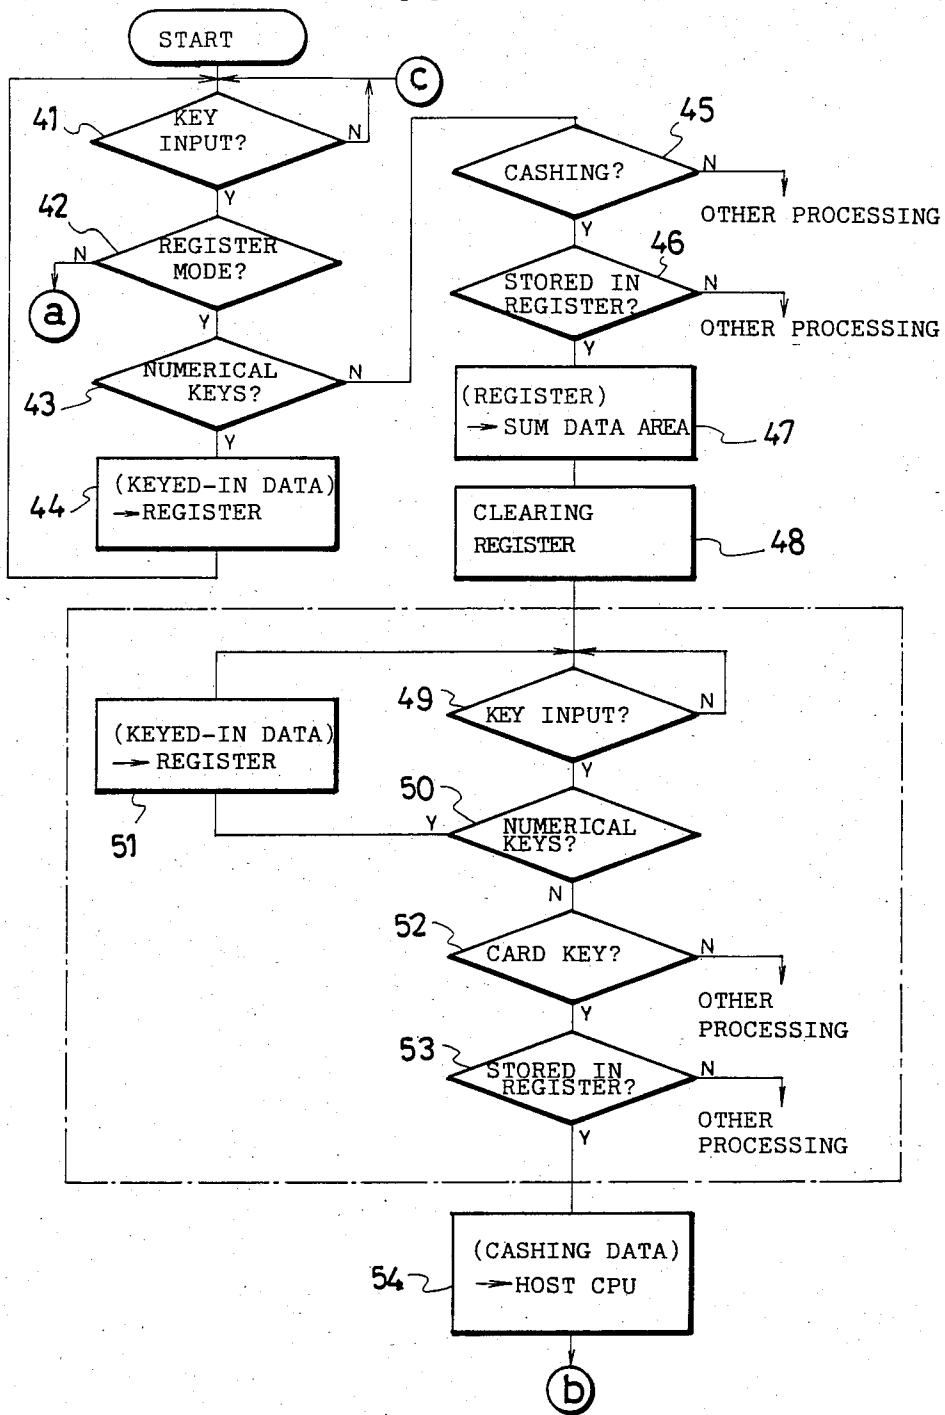 START
C
41
KEY
INPUT?
N
Y
42
REGISTER
MODE?
N
a
Y
43
NUMERICAL
KEYS?
N
Y
44
(KEYED-IN DATA)
→REGISTER
45
CASHING?
N
OTHER PROCESSING
Y
46
STORED IN
REGISTER?
N
OTHER PROCESSING
Y
(REGISTER)
→ SUM DATA AREA
47
CLEARING
REGISTER
48
49
KEY INPUT?
N
Y
(KEYED-IN DATA)
→ REGISTER
51
50
NUMERICAL
KEYS?
Y
N
52
CARD KEY?
N
OTHER
PROCESSING
Y
53
STORED IN
REGISTER?
N
OTHER
PROCESSING
Y
54
(CASHING DATA)
→HOST CPU
b